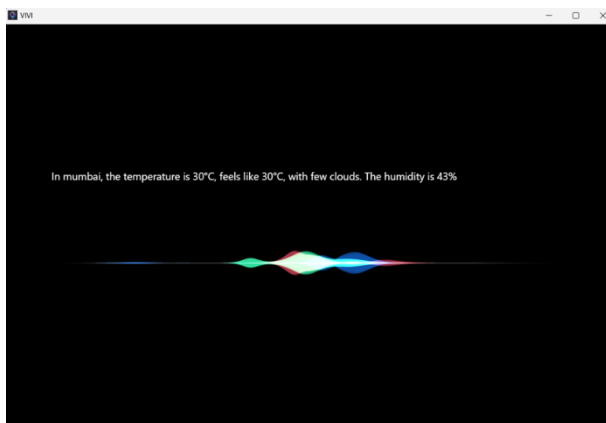 VIVI
In mumbai, the temperature is 30°C, feels like 30°C, with few clouds. The humidity is 43%